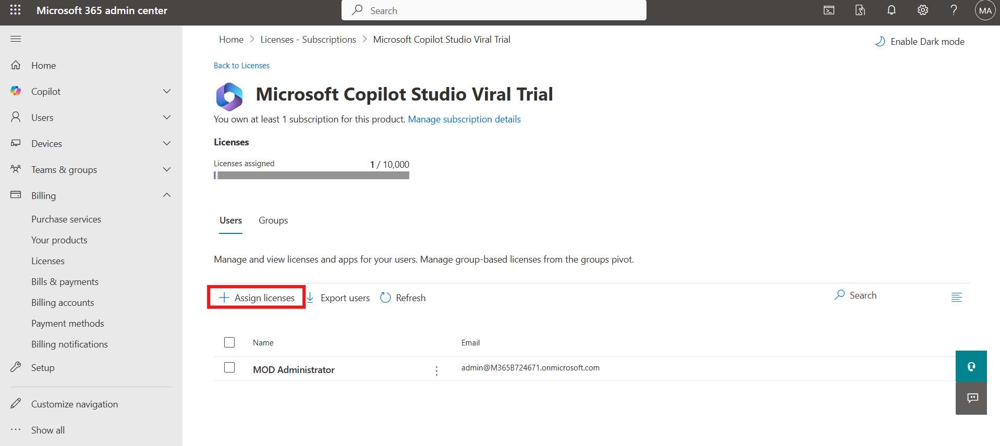 Microsoft 365 admin center
Search
MA
Home
Copilot
Users
Devices
Teams & groups
Billing
Purchase services
Your products
Licenses
Bills & payments
Billing accounts
Payment methods
Billing notifications
Setup
Customize navigation
Show all
Home > Licenses - Subscriptions > Microsoft Copilot Studio Viral Trial
Enable Dark mode
Back to Licenses
Microsoft Copilot Studio Viral Trial
You own at least 1 subscription for this product. Manage subscription details
Licenses
Licenses assigned 1 / 10,000
Users Groups
Manage and view licenses and apps for your users. Manage group-based licenses from the groups pivot.
Assign licenses Export users Refresh Search
Name Email
MOD Administrator admin@M365B724671.onmicrosoft.com